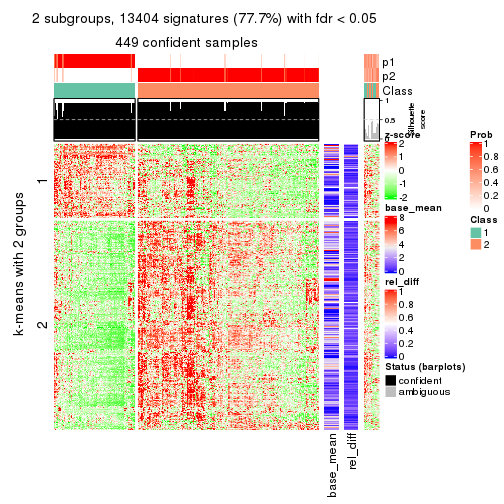 2 subgroups, 13404 signatures (77.7%) with fdr < 0.05
449 confident samples
p1
p2
Class
1
0.5
0
Silhouette
score
k-means with 2 groups
1
2
base_mean
rel_diff
z-score
2
1
0
-1
-2
base_mean
8
6
4
2
0
rel_diff
1
0.8
0.6
0.4
0.2
0
Status (barplots)
confident
ambiguous
Prob
1
0.8
0.6
0.4
0.2
0
Class
1
2